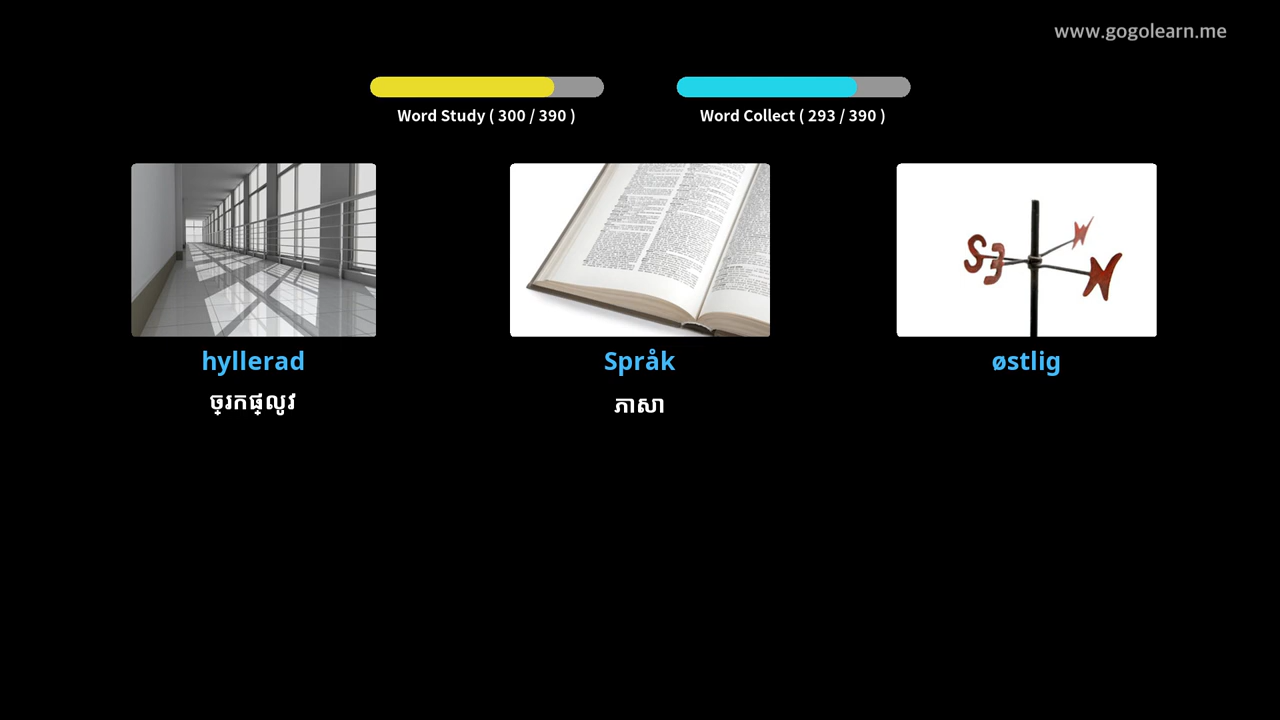 www.gogolearn.me
Word Study ( 300 / 390 )
Word Collect ( 293 / 390 )
hyllerad
Språk
østlig
ច្រកផ្លូវ
ភាសា